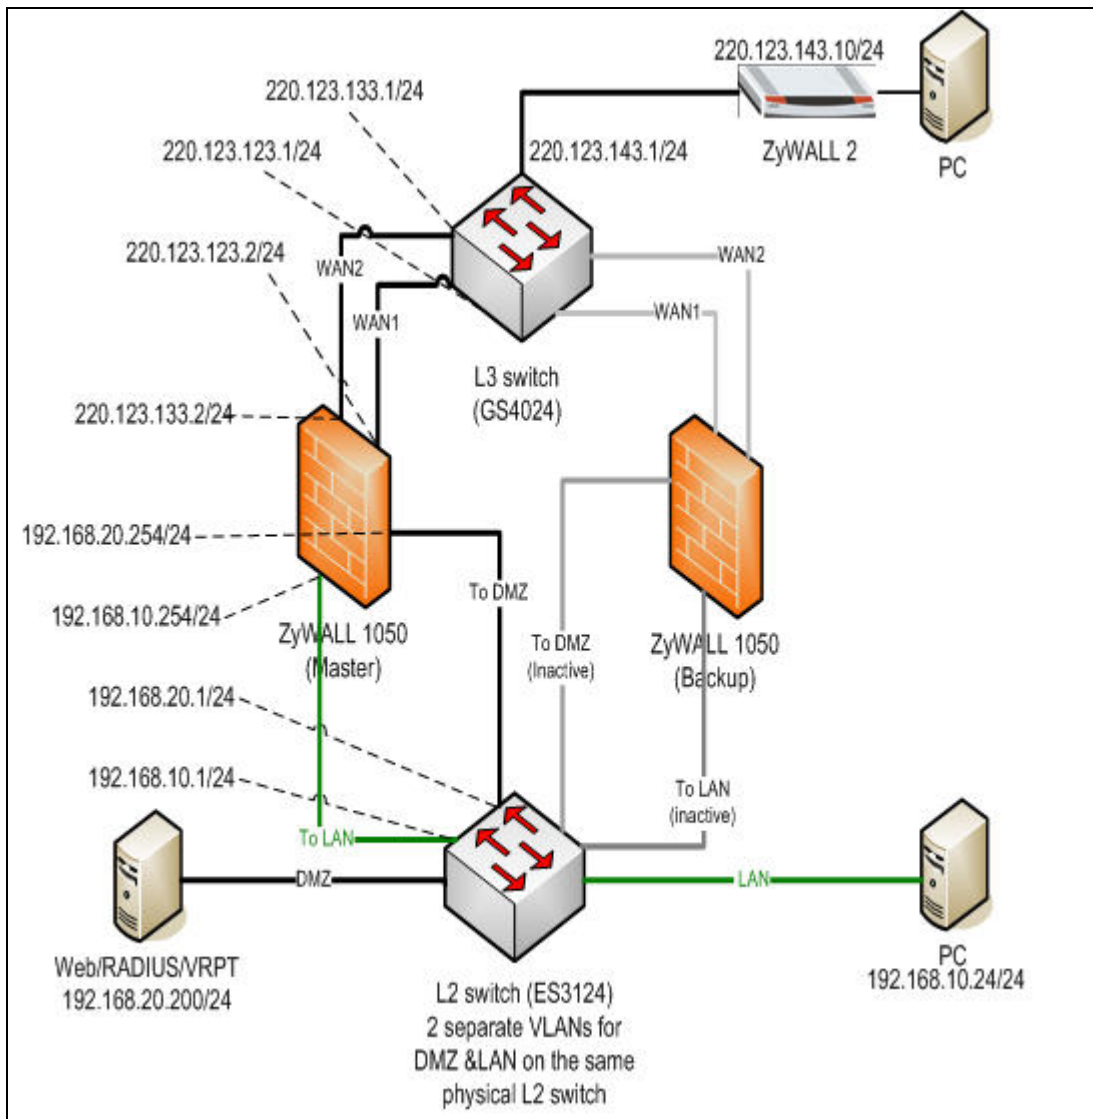 220.123.143.10/24
220.123.133.1/24
ZyWALL 2
PC
220.123.123.1/24
220.123.143.1/24
220.123.123.2/24
WAN2
WAN1
WAN2
WAN1
L3 switch
(GS4024)
220.123.133.2/24
192.168.20.254/24
To DMZ
192.168.10.254/24
ZyWALL 1050
(Master)
To DMZ
(Inactive)
ZyWALL 1050
(Backup)
192.168.20.1/24
192.168.10.1/24
To LAN
(inactive)
To LAN
DMZ
LAN
Web/RADIUS/VRPT
192.168.20.200/24
PC
192.168.10.24/24
L2 switch (ES3124)
2 separate VLANs for
DMZ &LAN on the same
physical L2 switch